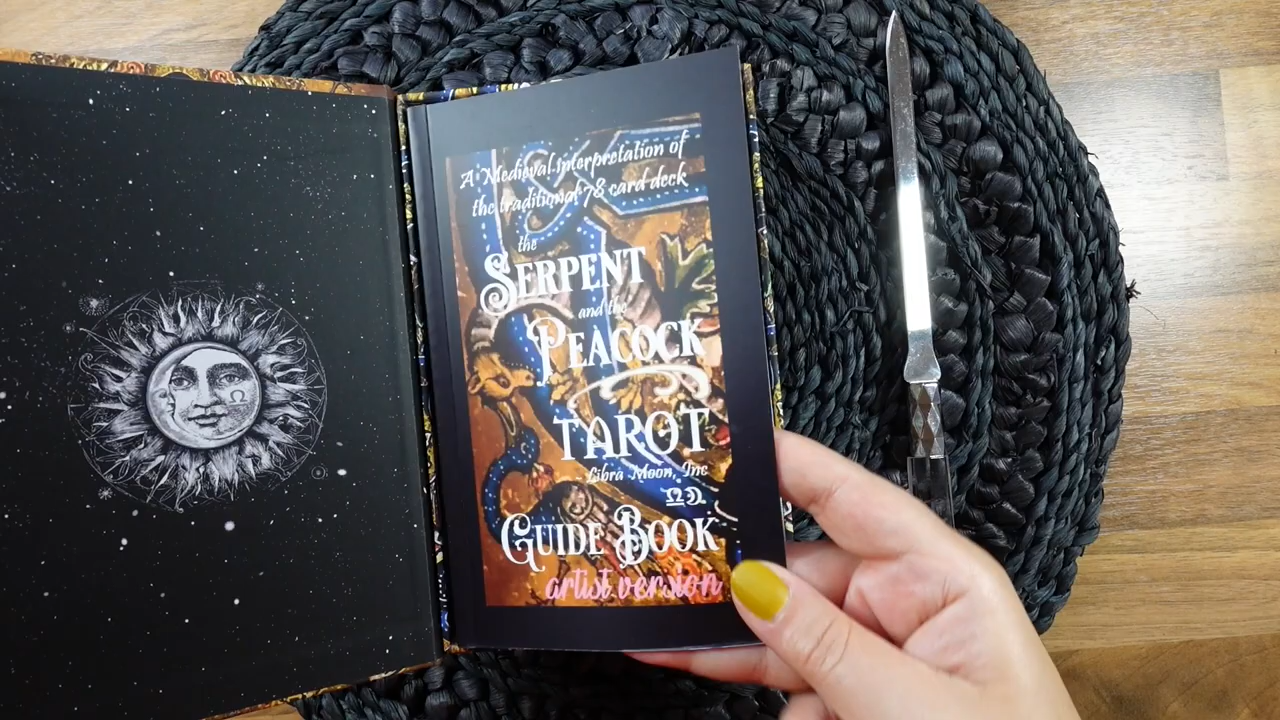 A Medieval interpretation of
the traditional 78 card deck
the
SERPENT
and the
PEACOCK
TAROT
Libra Moon, Inc
GUIDE BOOK
artist version